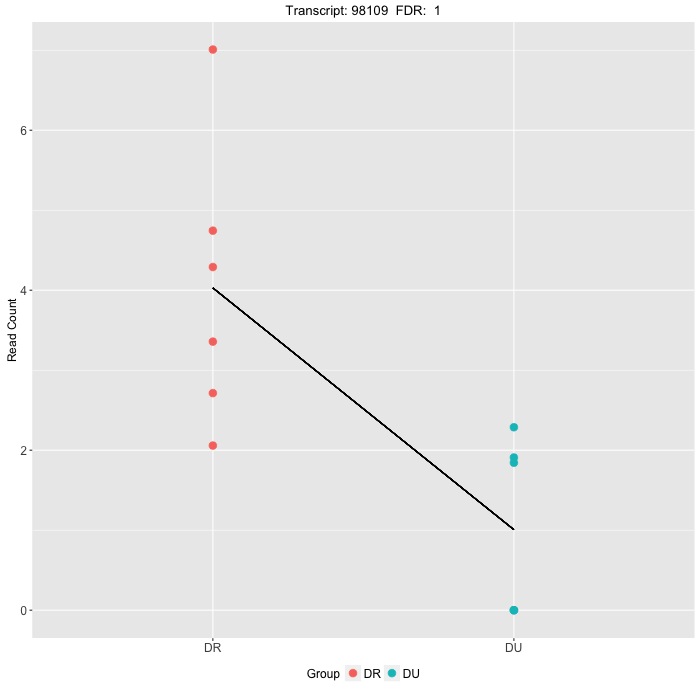 Transcript: 98109 FDR: 1
6
4
2
0
Read Count
DR DU
Group DR DU